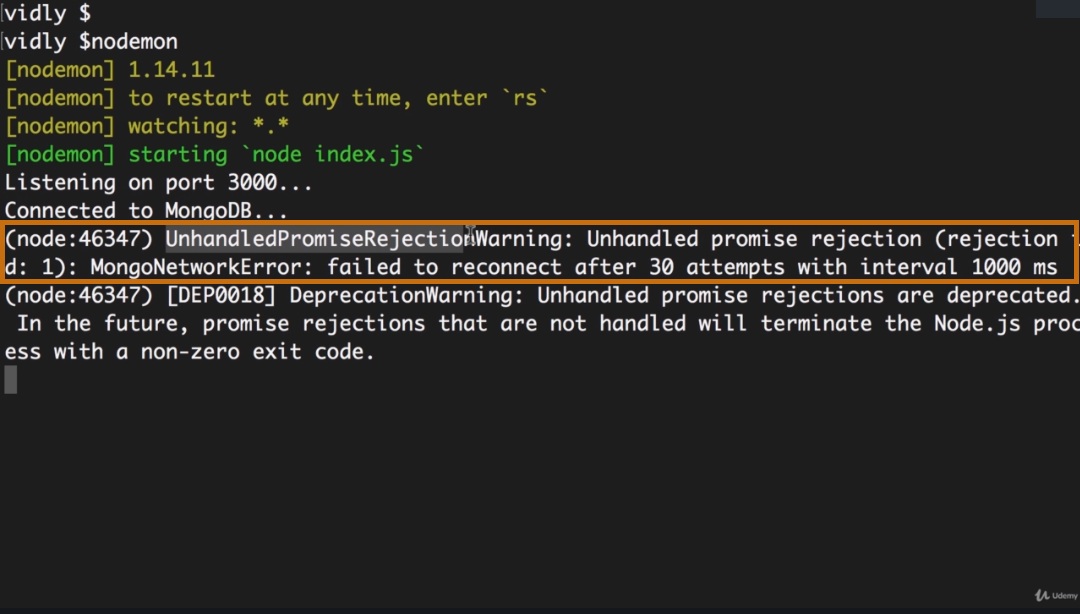 vidly $
vidly $nodemon
[nodemon] 1.14.11
[nodemon] to restart at any time, enter `rs`
[nodemon] watching: *.*
[nodemon] starting `node index.js`
Listening on port 3000...
Connected to MongoDB...
(node:46347) UnhandledPromiseRejectionWarning: Unhandled promise rejection (rejection
d: 1): MongoNetworkError: failed to reconnect after 30 attempts with interval 1000 ms
(node:46347) [DEP0018] DeprecationWarning: Unhandled promise rejections are deprecated.
In the future, promise rejections that are not handled will terminate the Node.js proc
ess with a non-zero exit code.
Udemy